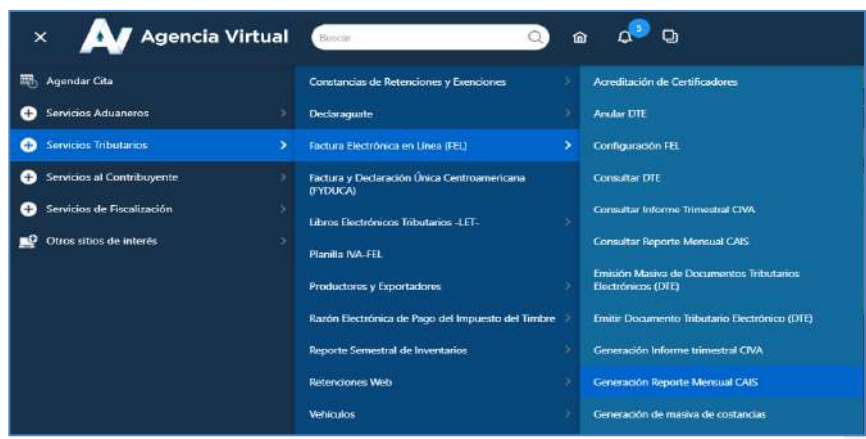 × AV Agencia Virtual Buscar 5
Agendar Cita
Servicios Aduaneros
Servicios Tributarios
Servicios al Contribuyente
Servicios de Fiscalización
Otros sitios de interés
Constancias de Retenciones y Exenciones
Declaraguate
Factura Electrónica en Línea (FEL)
Factura y Declaración Única Centroamericana
(FYDUCA)
Libros Electrónicos Tributarios -LET-
Planilla IVA-FEL
Productores y Exportadores
Razón Electrónica de Pago del Impuesto del Timbre
Reporte Semestral de Inventarios
Retenciones Web
Vehículos
Acreditación de Certificadores
Anular DTE
Configuración FEL
Consultar DTE
Consultar Informe Trimestral CIVA
Consultar Reporte Mensual CAIS
Emisión Masiva de Documentos Tributarios
Electrónicos (DTE)
Emitir Documento Tributario Electrónico (DTE)
Generación Informe trimestral CIVA
Generación Reporte Mensual CAIS
Generación de masiva de costancias